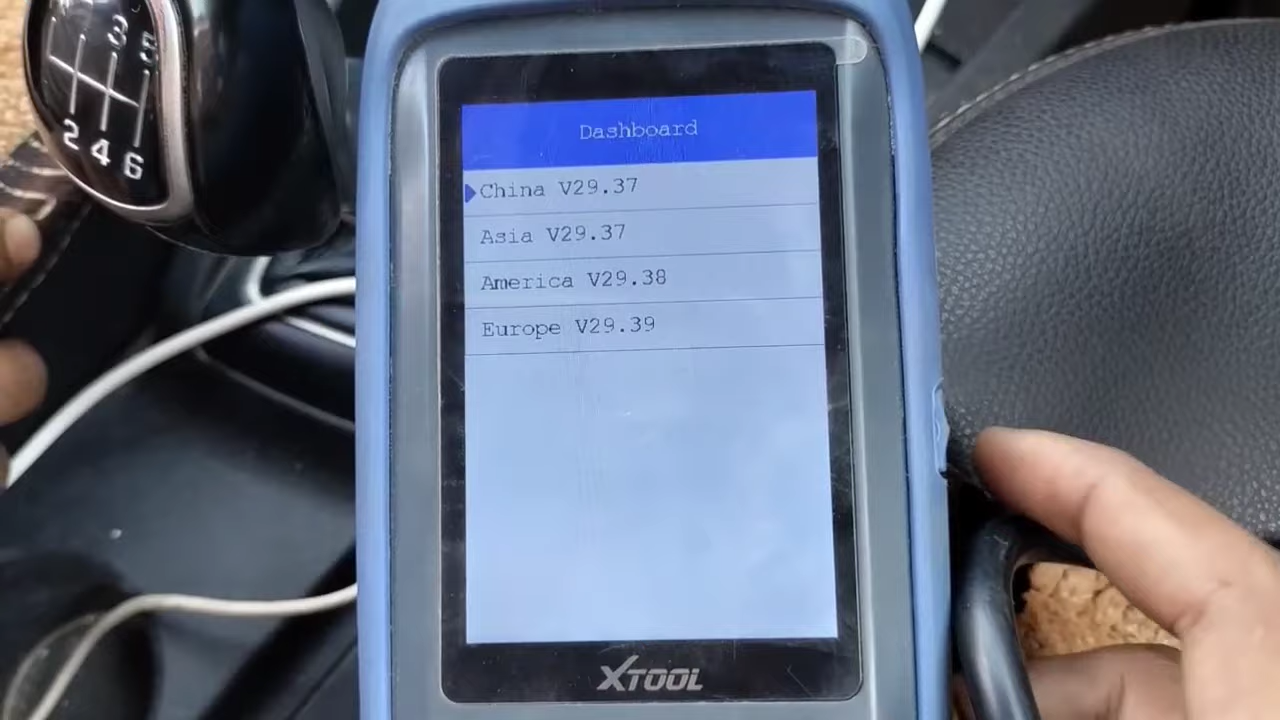 3 5
2 4 6
Dashboard
China V29.37
Asia V29.37
America V29.38
Europe V29.39
XTOOL